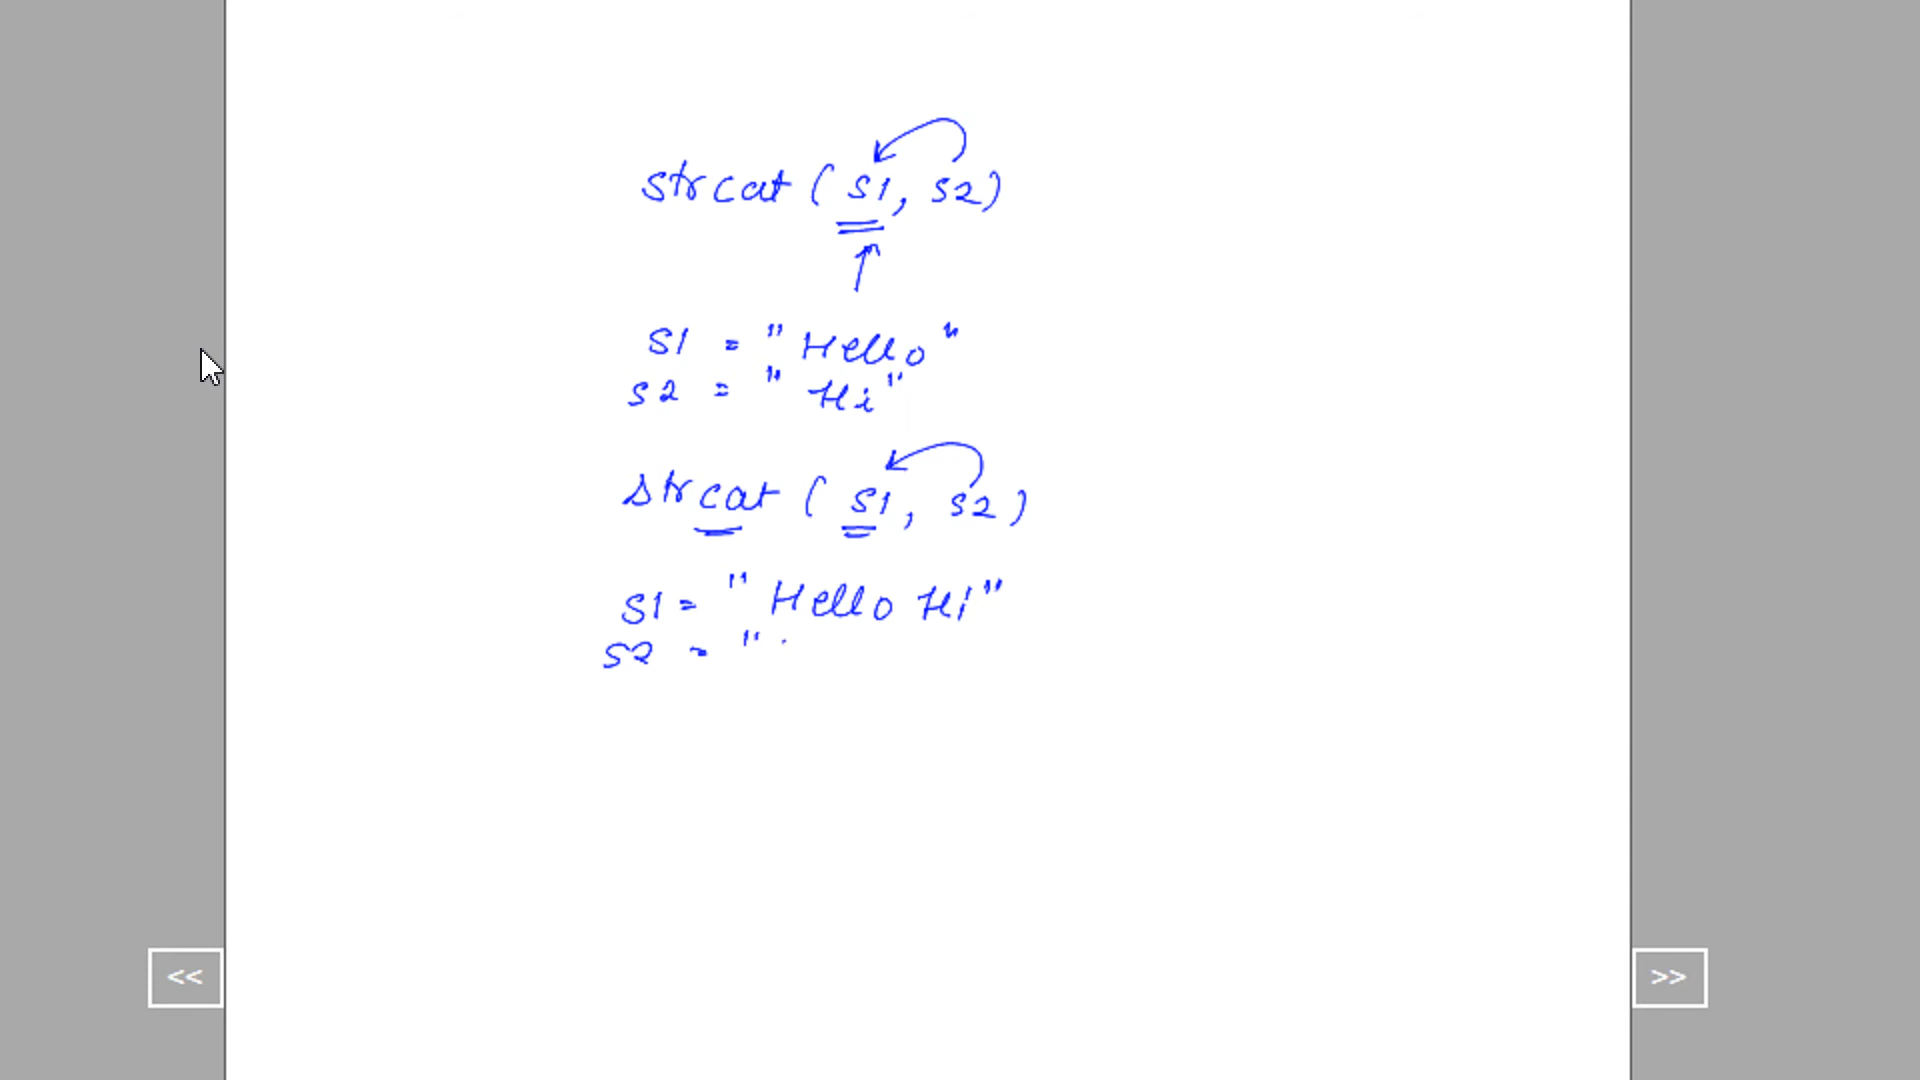 strcat (s1, s2)
s1 = "Hello"
s2 = "Hi"
strcat (s1, s2)
s1 = "Hello Hi"
s2 = "
<<
>>